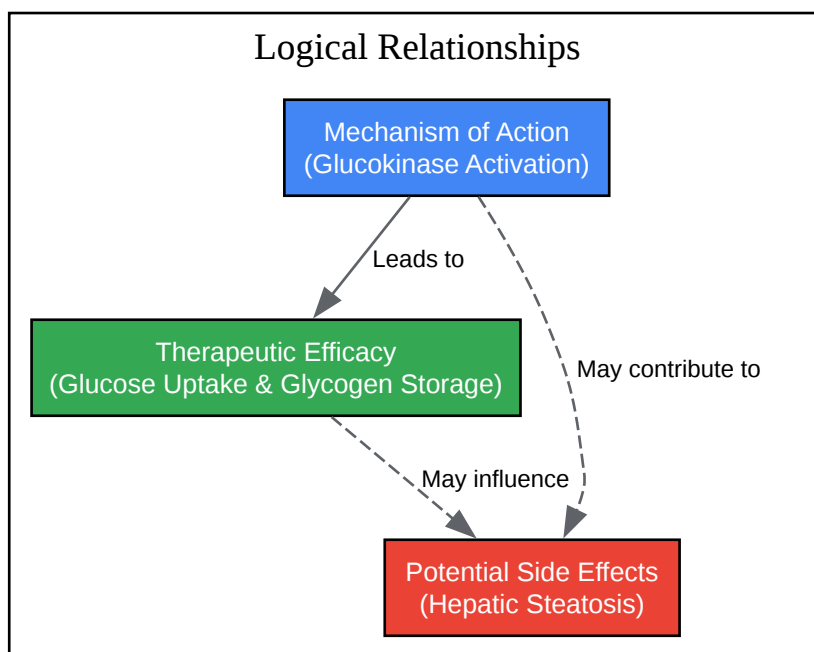 Logical Relationships
Mechanism of Action
(Glucokinase Activation)
Leads to
Therapeutic Efficacy
(Glucose Uptake & Glycogen Storage)
May contribute to
May influence
Potential Side Effects
(Hepatic Steatosis)